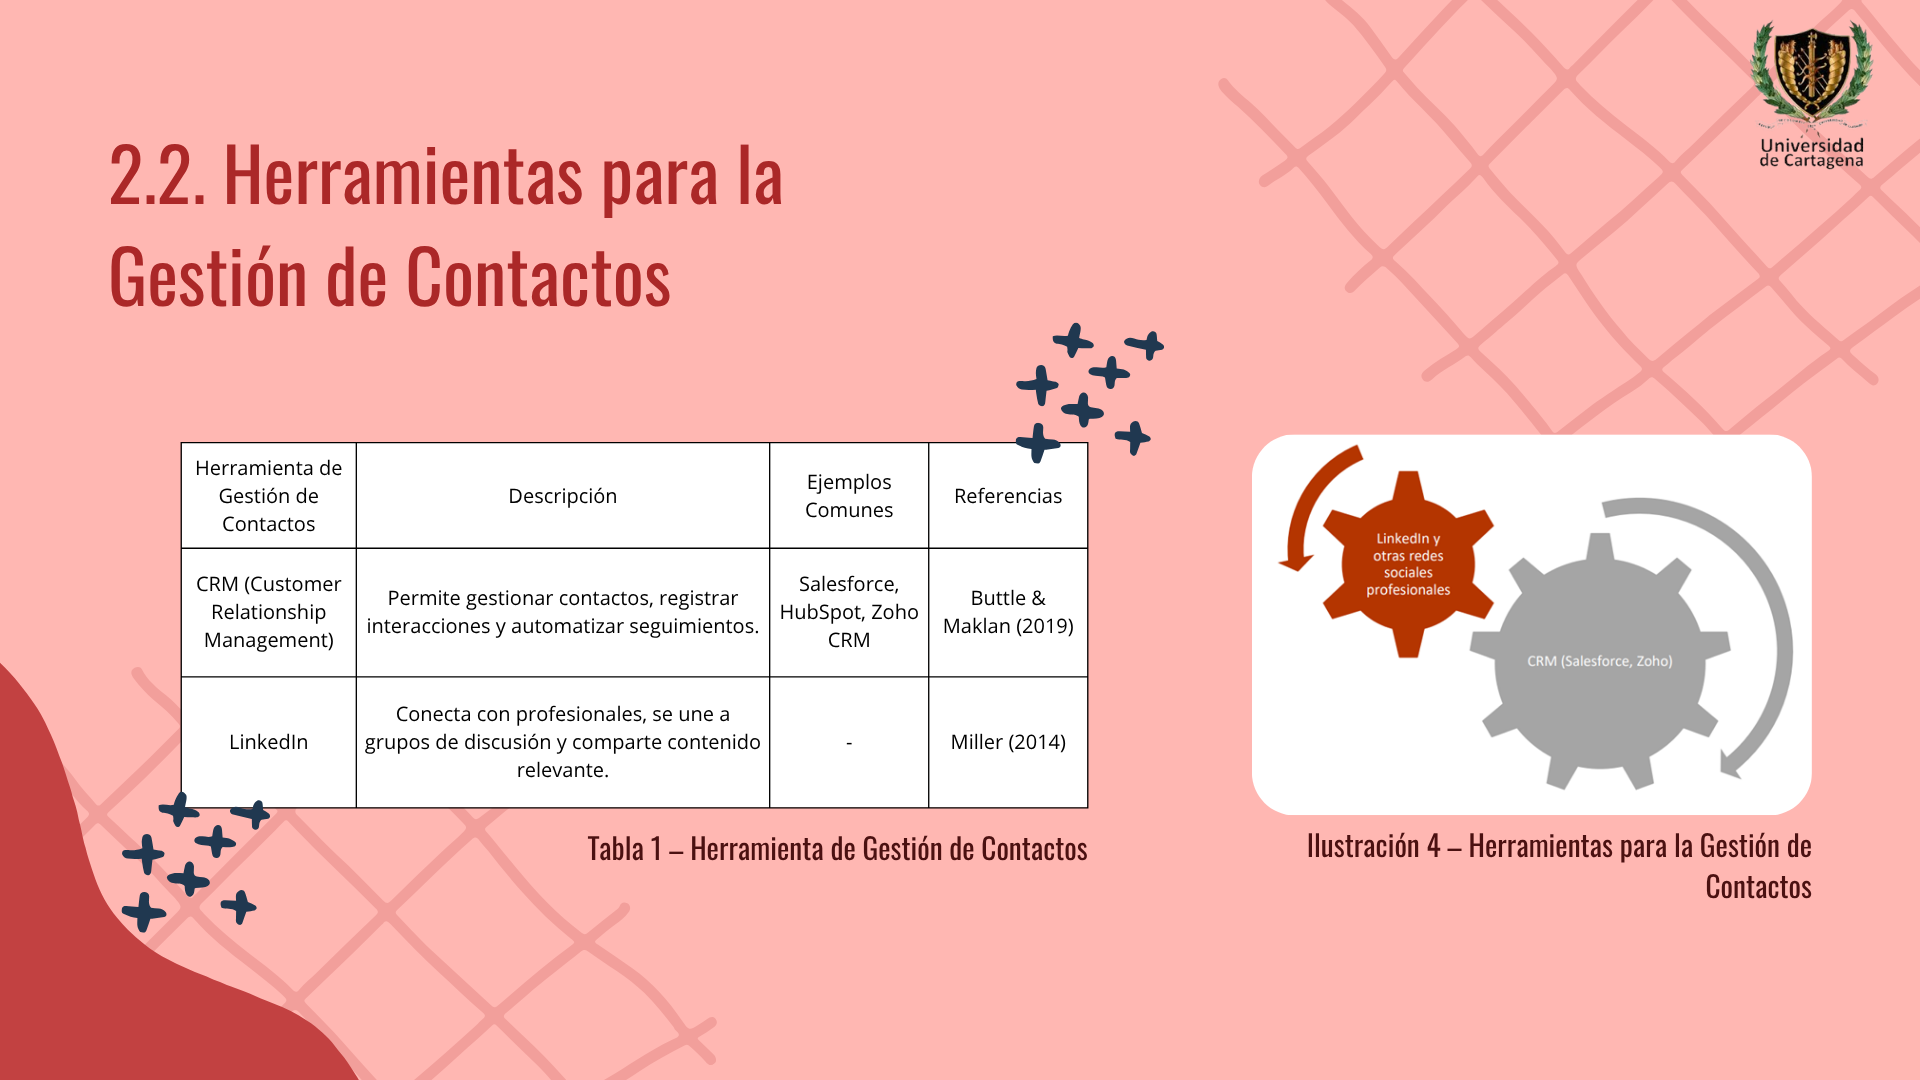 Universidad
de Cartagena
2.2. Herramientas para la
Gestión de Contactos
Herramienta de
Gestión de
Contactos
Descripción
Ejemplos
Comunes
Referencias
CRM (Customer
Relationship
Management)
Permite gestionar contactos, registrar
interacciones y automatizar seguimientos.
Salesforce,
HubSpot, Zoho
CRM
Buttle &
Maklan (2019)
LinkedIn
Conecta con profesionales, se une a
grupos de discusión y comparte contenido
relevante.
-
Miller (2014)
Tabla 1 – Herramienta de Gestión de Contactos
LinkedIn y
otras redes
sociales
profesionales
CRM (Salesforce, Zoho)
Ilustración 4 – Herramientas para la Gestión de
Contactos